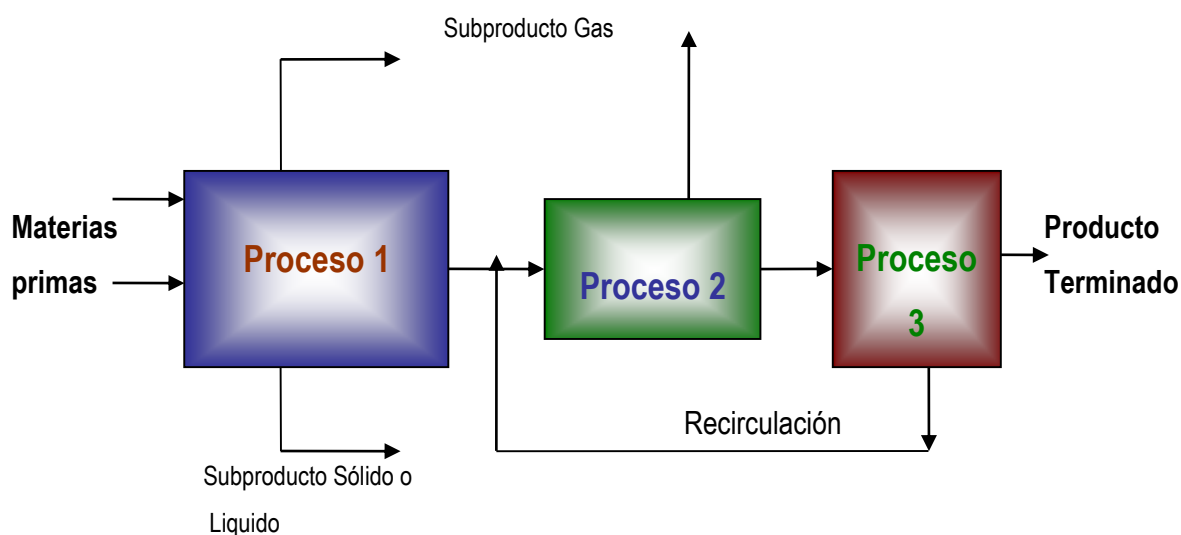 Subproducto Gas
Materias
primas
Proceso 1
Proceso 2
Proceso
3
Producto
Terminado
Recirculación
Subproducto Sólido o
Liquido